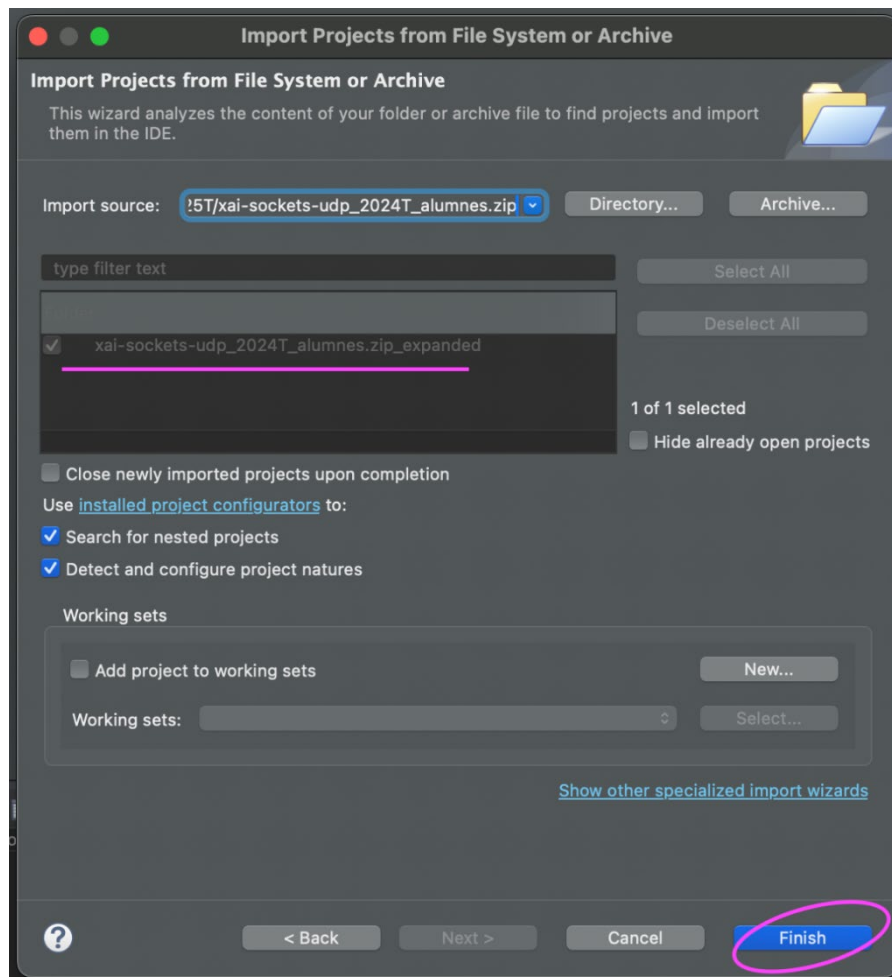 Import Projects from File System or Archive
Import Projects from File System or Archive
This wizard analyzes the content of your folder or archive file to find projects and import
them in the IDE.
Import source:
25T/xai-sockets-udp_2024T_alumnes.zip
Directory...
Archive...
type filter text
Select All
Deselect All
xai-sockets-udp_2024T_alumnes.zip_expanded
1 of 1 selected
Hide already open projects
Close newly imported projects upon completion
Use installed project configurators to:
Search for nested projects
Detect and configure project natures
Working sets
Add project to working sets
New...
Working sets:
Select...
Show other specialized import wizards
?
< Back
Next >
Cancel
Finish